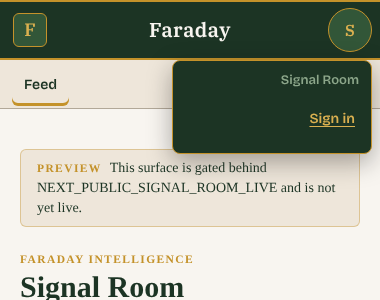 F
Faraday
S
Feed
Signal Room
Sign in
PREVIEW This surface is gated behind
NEXT_PUBLIC_SIGNAL_ROOM_LIVE and is not
yet live.
FARADAY INTELLIGENCE
Signal Room